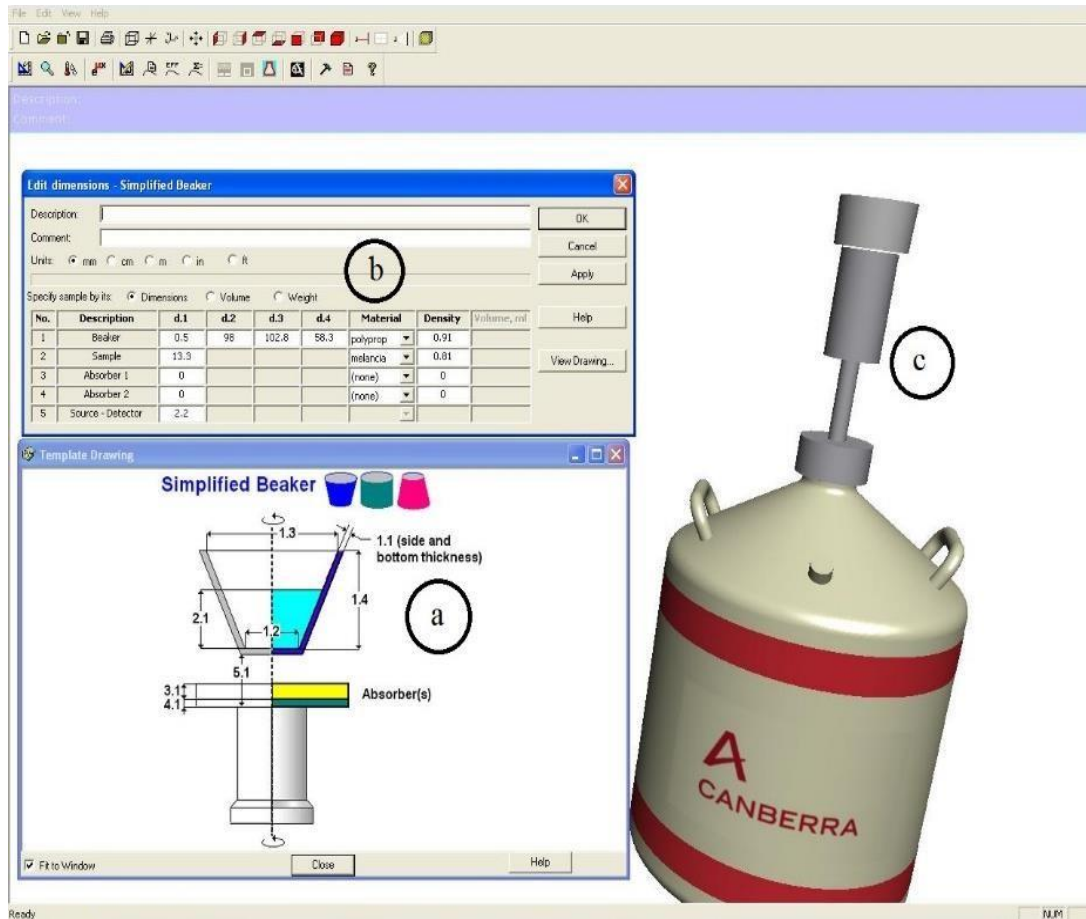 File Edit View Help
Description:
Comment:
Edit dimensions - Simplified Beaker
Description:
Comment:
Units: mm cm m in ft
Specify sample by its: Dimensions Volume Weight
No. Description d.1 d.2 d.3 d.4 Material Density Volume, ml
1 Beaker 0.5 98 102.8 58.3 polyprop 0.91
2 Sample 13.3 melancia 0.81
3 Absorber 1 0 (none) 0
4 Absorber 2 0 (none) 0
5 Source - Detector 2.2
OK
Cancel
Apply
Help
View Drawing...
b
Template Drawing
Simplified Beaker
1.3
1.1 (side and
bottom thickness)
1.4
2.1
1.2
5.1
3.1
4.1
Absorber(s)
a
Fit to Window
Close
Help
c
CANBERRA
Ready
NUM